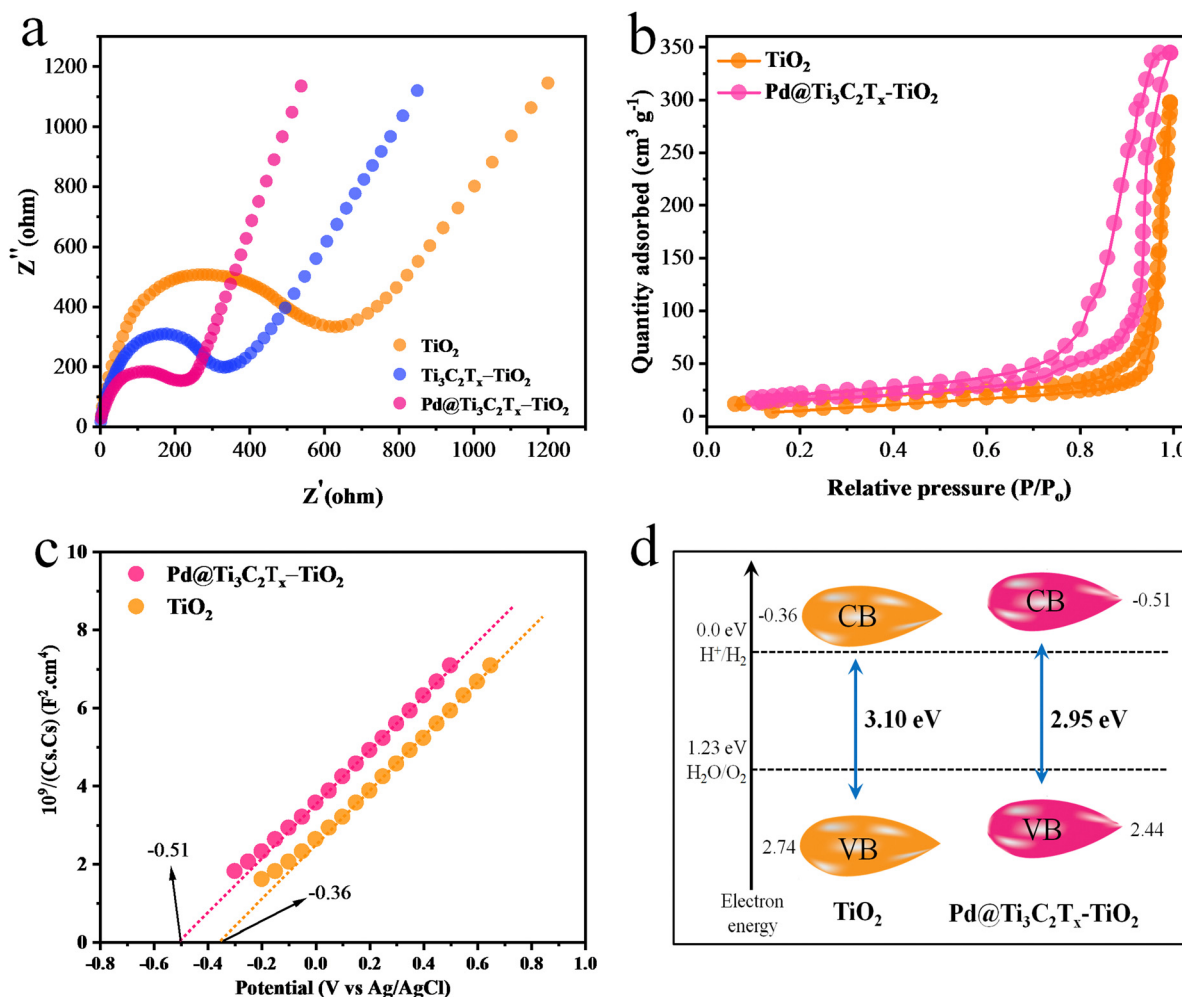 a
1200
1000
800
600
400
200
0
Z''(ohm)
TiO₂
Ti₃C₂Tₓ–TiO₂
Pd@Ti₃C₂Tₓ–TiO₂
0 200 400 600 800 1000 1200
Z'(ohm)
b
350
300
250
200
150
100
50
0
Quantity adsorbed (cm³ g⁻¹)
TiO₂
Pd@Ti₃C₂Tₓ-TiO₂
0.0 0.2 0.4 0.6 0.8 1.0
Relative pressure (P/Pₒ)
c
10
8
6
4
2
0
10⁹/(Cs.Cs) (F².cm⁴)
Pd@Ti₃C₂Tₓ–TiO₂
TiO₂
-0.51
-0.36
-0.8 -0.6 -0.4 -0.2 0.0 0.2 0.4 0.6 0.8 1.0
Potential (V vs Ag/AgCl)
d
-0.36
CB
CB
-0.51
0.0 eV
H⁺/H₂
3.10 eV
2.95 eV
1.23 eV
H₂O/O₂
2.74
VB
VB
2.44
Electron
energy
TiO₂
Pd@Ti₃C₂Tₓ-TiO₂